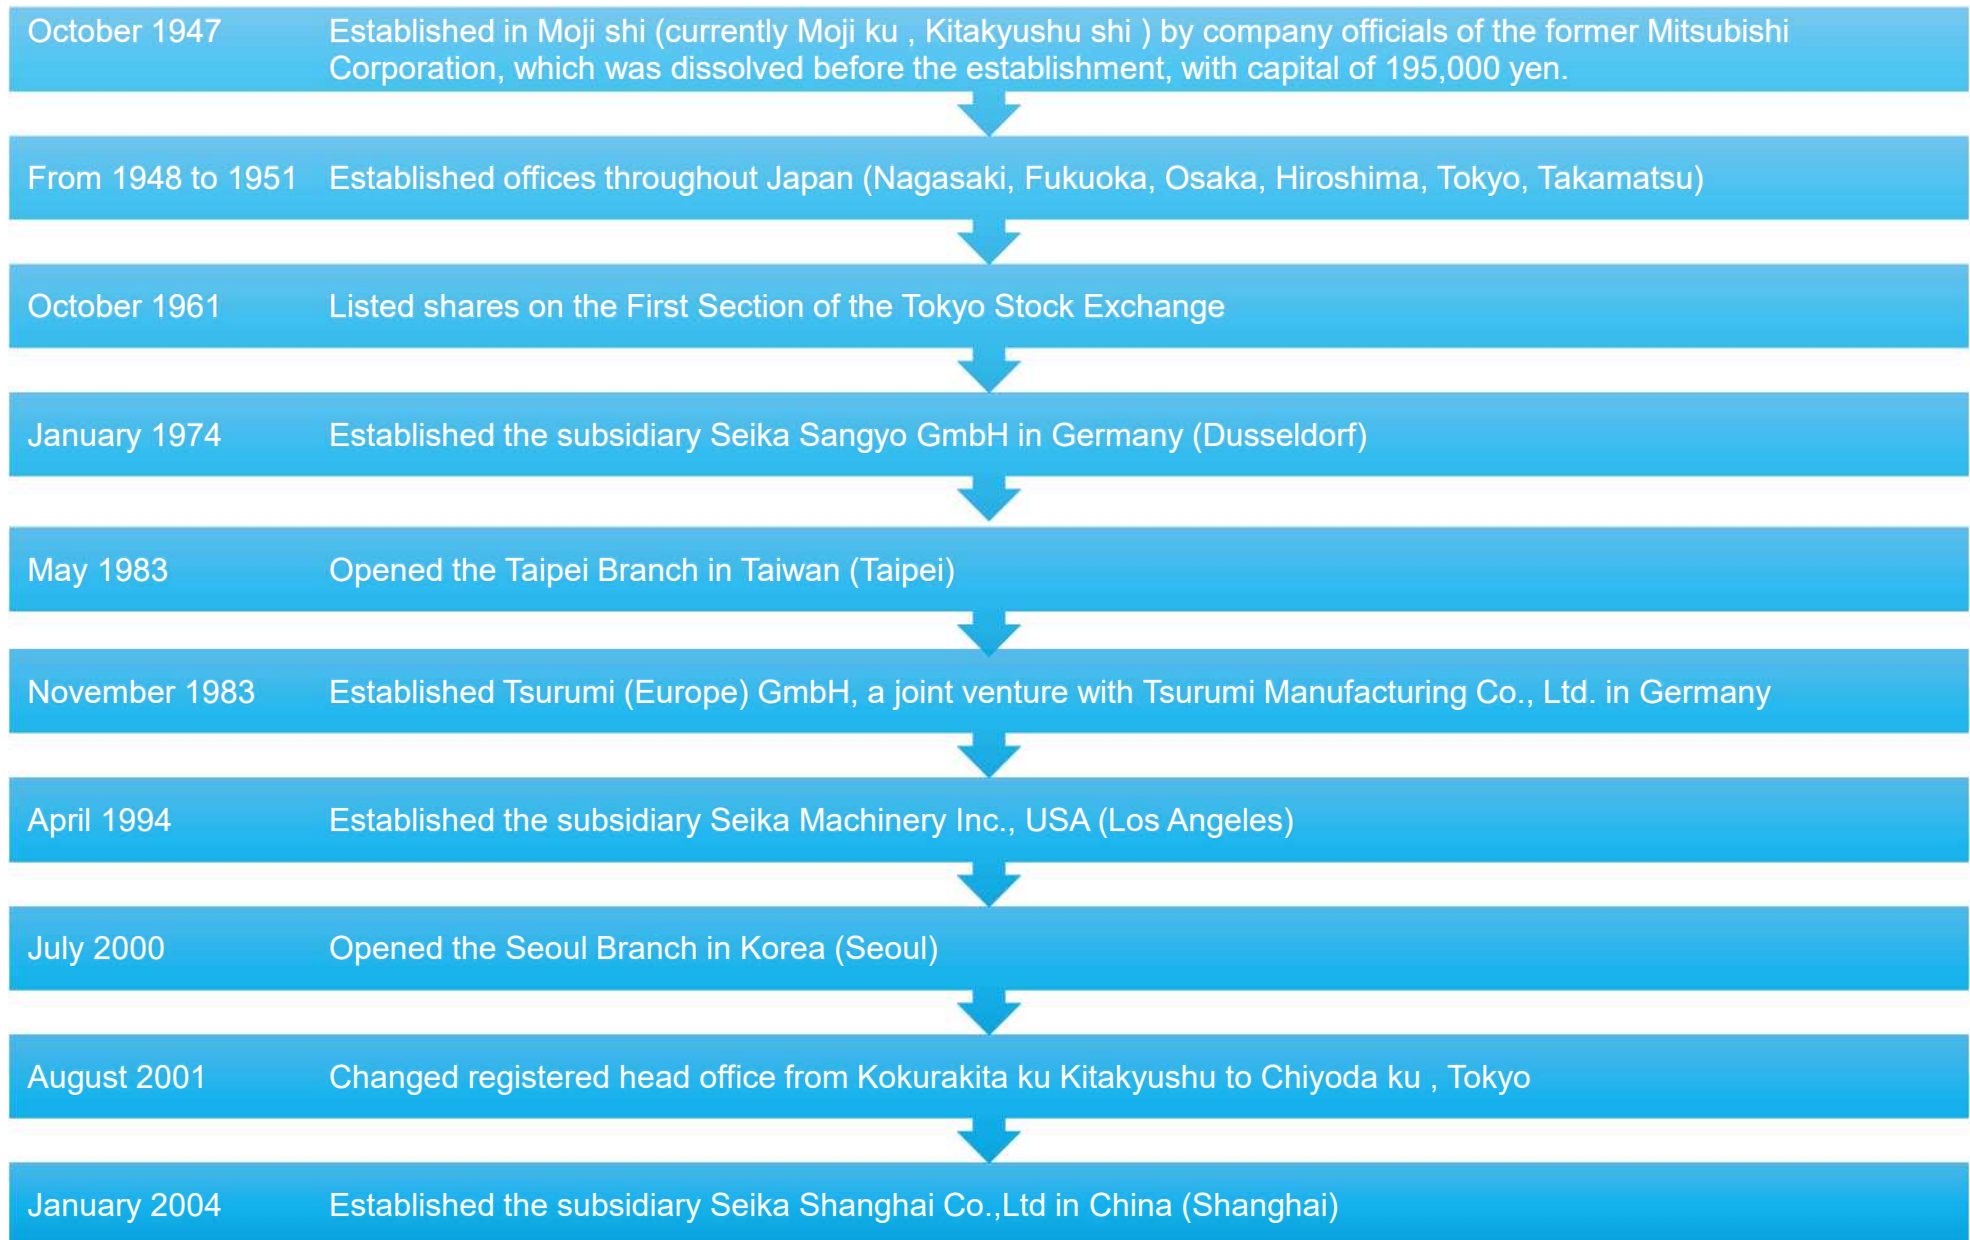 October 1947 Established in Moji shi (currently Moji ku , Kitakyushu shi ) by company officials of the former Mitsubishi
Corporation, which was dissolved before the establishment, with capital of 195,000 yen.
From 1948 to 1951 Established offices throughout Japan (Nagasaki, Fukuoka, Osaka, Hiroshima, Tokyo, Takamatsu)
October 1961 Listed shares on the First Section of the Tokyo Stock Exchange
January 1974 Established the subsidiary Seika Sangyo GmbH in Germany (Dusseldorf)
May 1983 Opened the Taipei Branch in Taiwan (Taipei)
November 1983 Established Tsurumi (Europe) GmbH, a joint venture with Tsurumi Manufacturing Co., Ltd. in Germany
April 1994 Established the subsidiary Seika Machinery Inc., USA (Los Angeles)
July 2000 Opened the Seoul Branch in Korea (Seoul)
August 2001 Changed registered head office from Kokurakita ku Kitakyushu to Chiyoda ku , Tokyo
January 2004 Established the subsidiary Seika Shanghai Co.,Ltd in China (Shanghai)